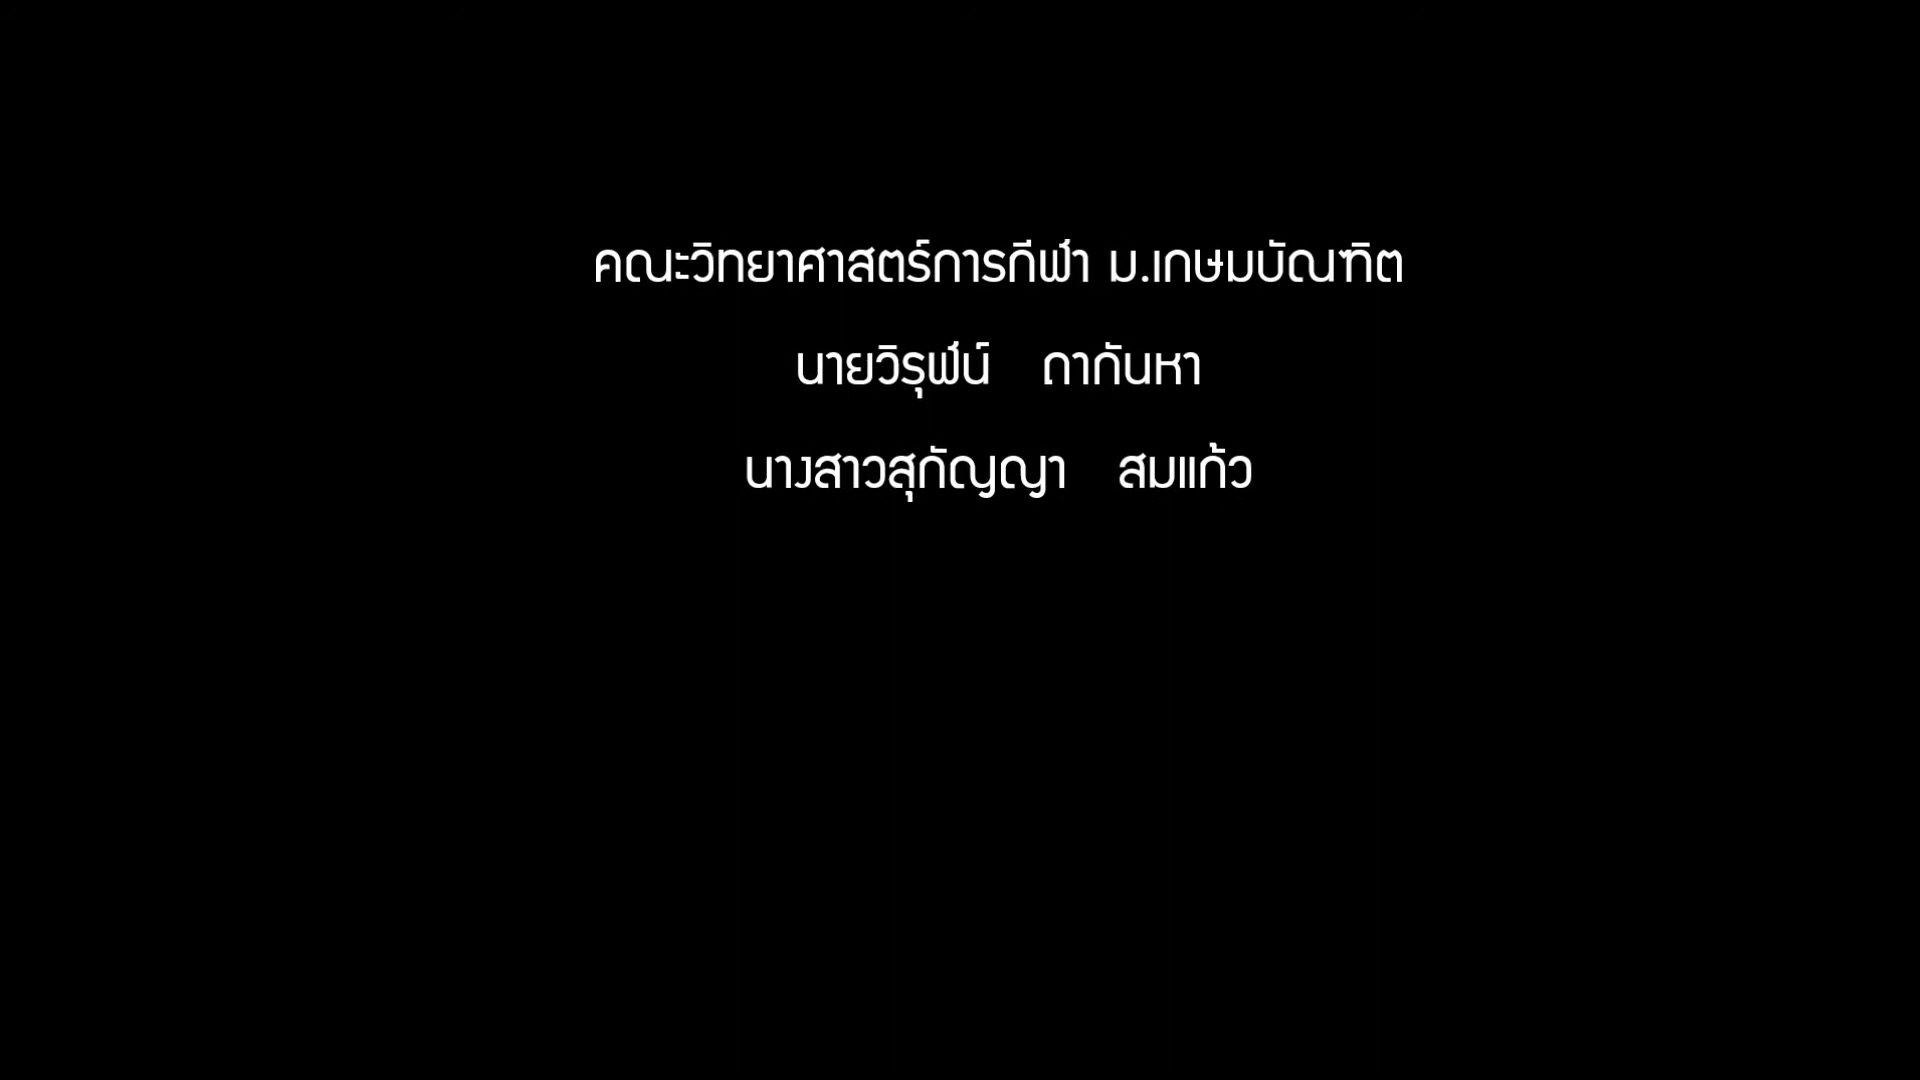 คณะวิทยาศาสตร์การกีฬา ม.เกษมบัณฑิต
นายวิรุฬน์ ถากันหา
นางสาวสุกัญญา สมแก้ว